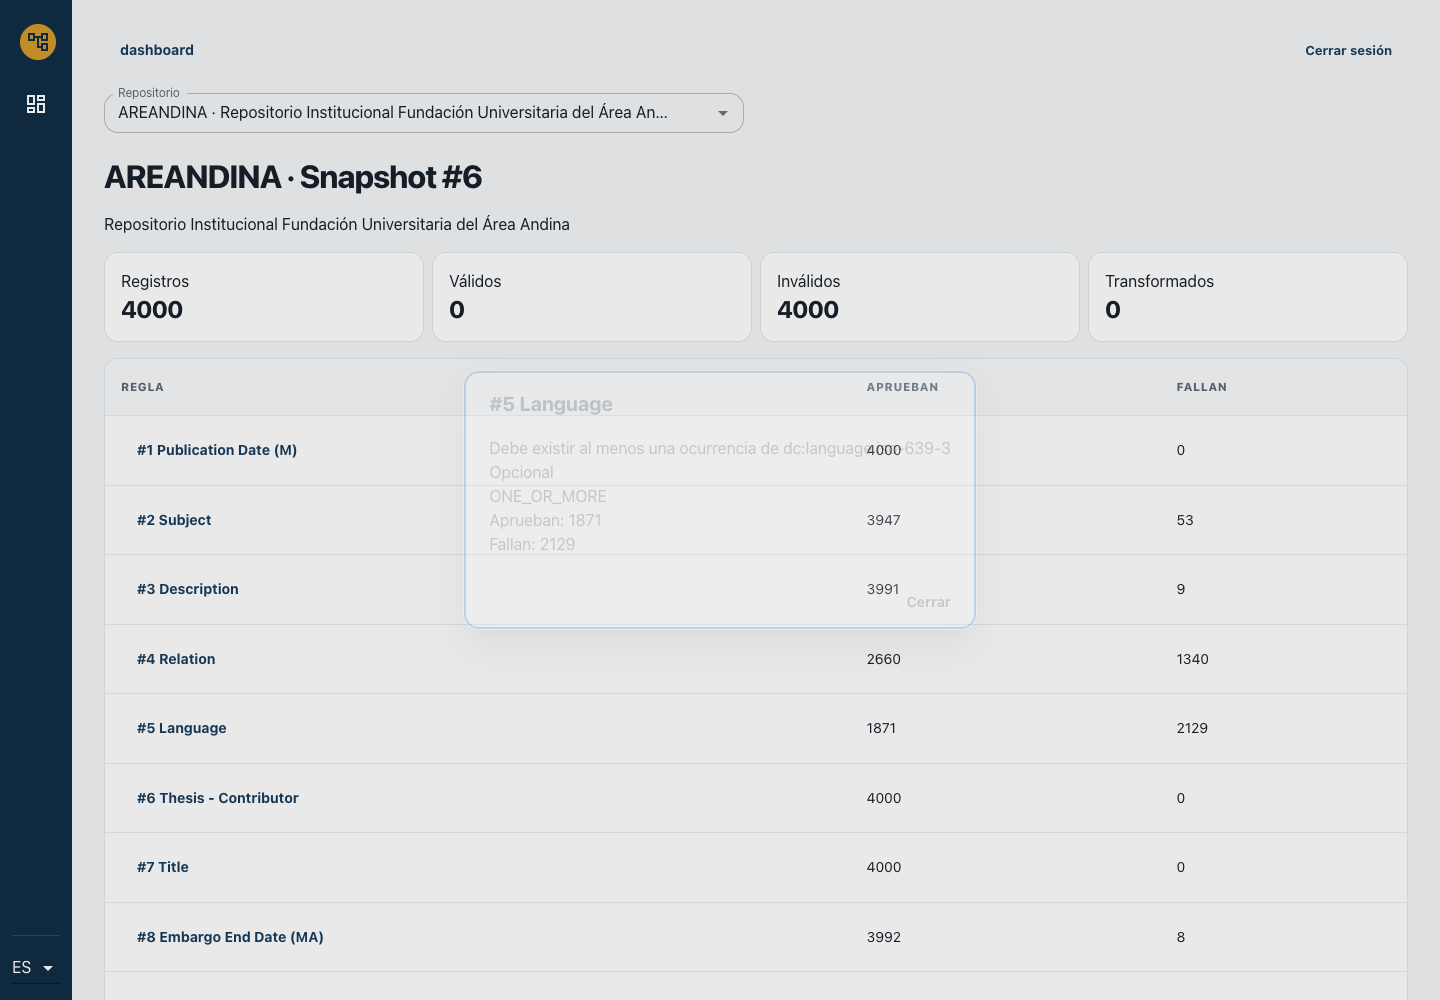 dashboard
Cerrar sesión
Repositorio
AREANDINA · Repositorio Institucional Fundación Universitaria del Área An...
AREANDINA · Snapshot #6
Repositorio Institucional Fundación Universitaria del Área Andina
Registros
4000
Válidos
0
Inválidos
4000
Transformados
0
REGLA APRUEBAN FALLAN
#1 Publication Date (M) 4000 0
#2 Subject 3947 53
#3 Description 3991 9
#4 Relation 2660 1340
#5 Language 1871 2129
#6 Thesis - Contributor 4000 0
#7 Title 4000 0
#8 Embargo End Date (MA) 3992 8
#5 Language
Debe existir al menos una ocurrencia de
Opcional
ONE_OR_MORE
Aprueban: 1871
Fallan: 2129
Cerrar
ES